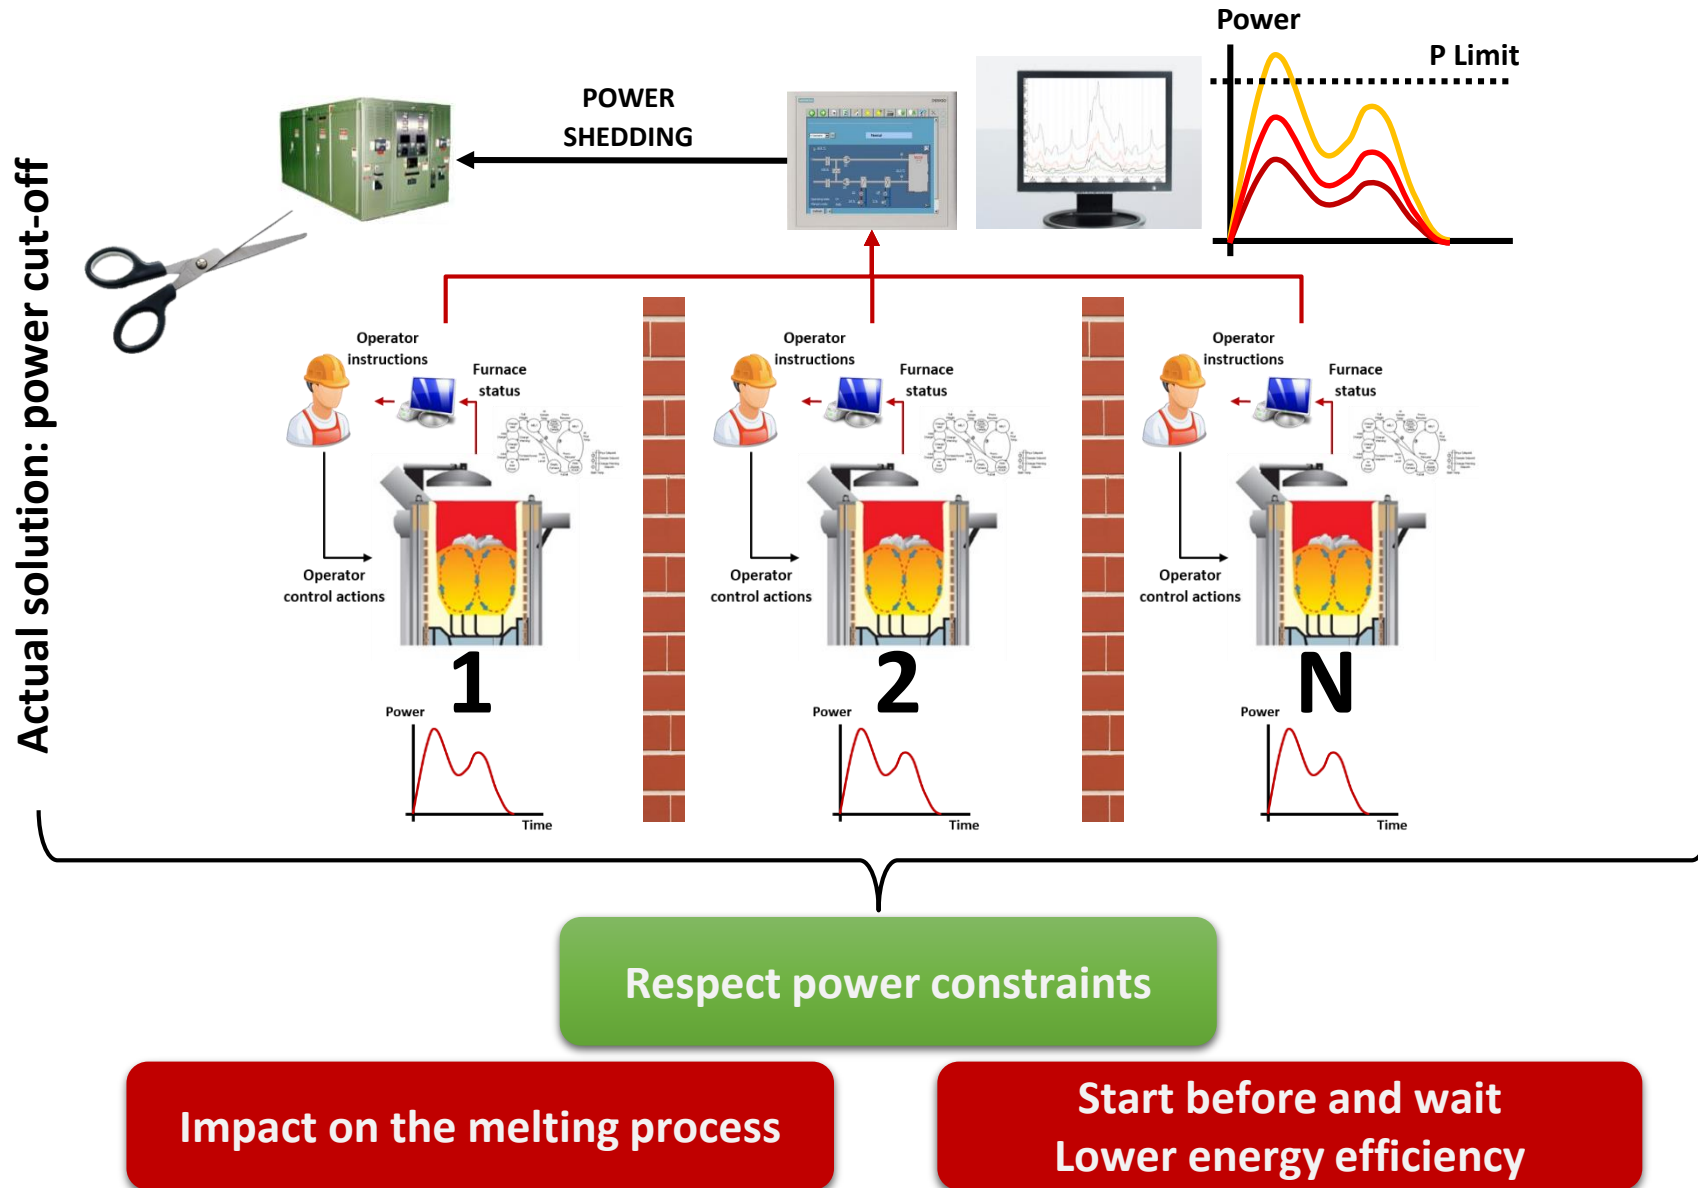 Power
P Limit
POWER
SHEDDING
Actual solution: power cut-off
Operator
instructions
Furnace
status
Operator
control actions
1
Power
Time
Operator
instructions
Furnace
status
Operator
control actions
2
Power
Time
Operator
instructions
Furnace
status
Operator
control actions
N
Power
Time
Respect power constraints
Impact on the melting process
Start before and wait
Lower energy efficiency